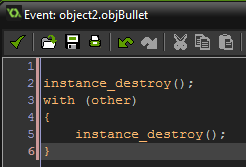 Event: object2.objBullet
1
2 instance_destroy();
3 with (other)
4 {
5 instance_destroy();
6 }